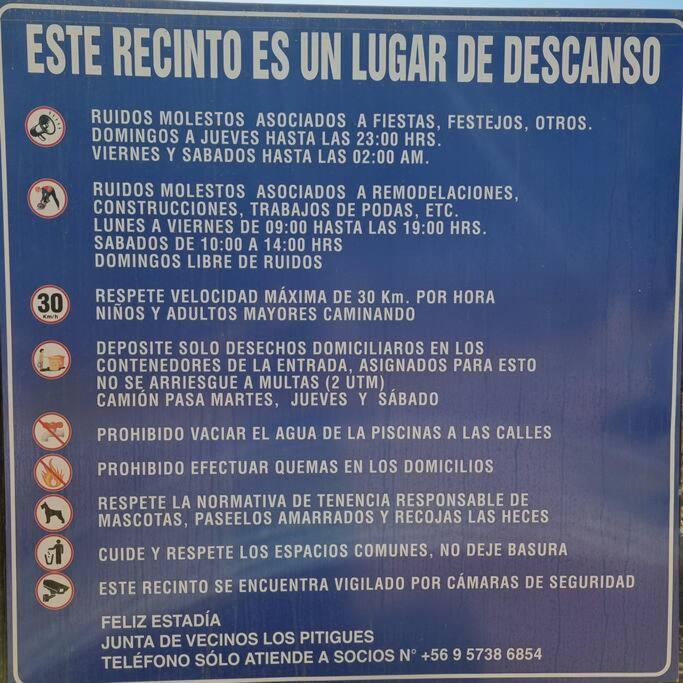 ESTE RECINTO ES UN LUGAR DE DESCANSO
RUIDOS MOLESTOS ASOCIADOS A FIESTAS, FESTEJOS, OTROS.
DOMINGOS A JUEVES HASTA LAS 23:00 HRS.
VIERNES Y SABADOS HASTA LAS 02:00 AM.
RUIDOS MOLESTOS ASOCIADOS A REMODELACIONES,
CONSTRUCCIONES, TRABAJOS DE PODAS, ETC.
LUNES A VIERNES DE 09:00 HASTA LAS 19:00 HRS.
SABADOS DE 10:00 A 14:00 HRS
DOMINGOS LIBRE DE RUIDOS
30
Km/h
RESPETE VELOCIDAD MÁXIMA DE 30 Km. POR HORA
NIÑOS Y ADULTOS MAYORES CAMINANDO
DEPOSITE SOLO DESECHOS DOMICILIAROS EN LOS
CONTENEDORES DE LA ENTRADA, ASIGNADOS PARA ESTO
NO SE ARRIESGUE A MULTAS (2 UTM)
CAMIÓN PASA MARTES, JUEVES Y SÁBADO
PROHIBIDO VACIAR EL AGUA DE LA PISCINAS A LAS CALLES
PROHIBIDO EFECTUAR QUEMAS EN LOS DOMICILIOS
RESPETE LA NORMATIVA DE TENENCIA RESPONSABLE DE
MASCOTAS, PASEELOS AMARRADOS Y RECOJAS LAS HECES
CUIDE Y RESPETE LOS ESPACIOS COMUNES, NO DEJE BASURA
ESTE RECINTO SE ENCUENTRA VIGILADO POR CÁMARAS DE SEGURIDAD
FELIZ ESTADÍA
JUNTA DE VECINOS LOS PITIGUES
TELÉFONO SÓLO ATIENDE A SOCIOS N° +56 9 5738 6854